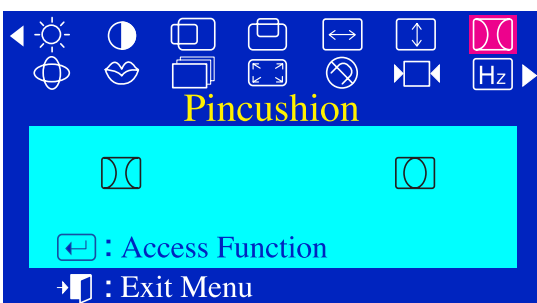 Hz
Pincushion
: Access Function
: Exit Menu